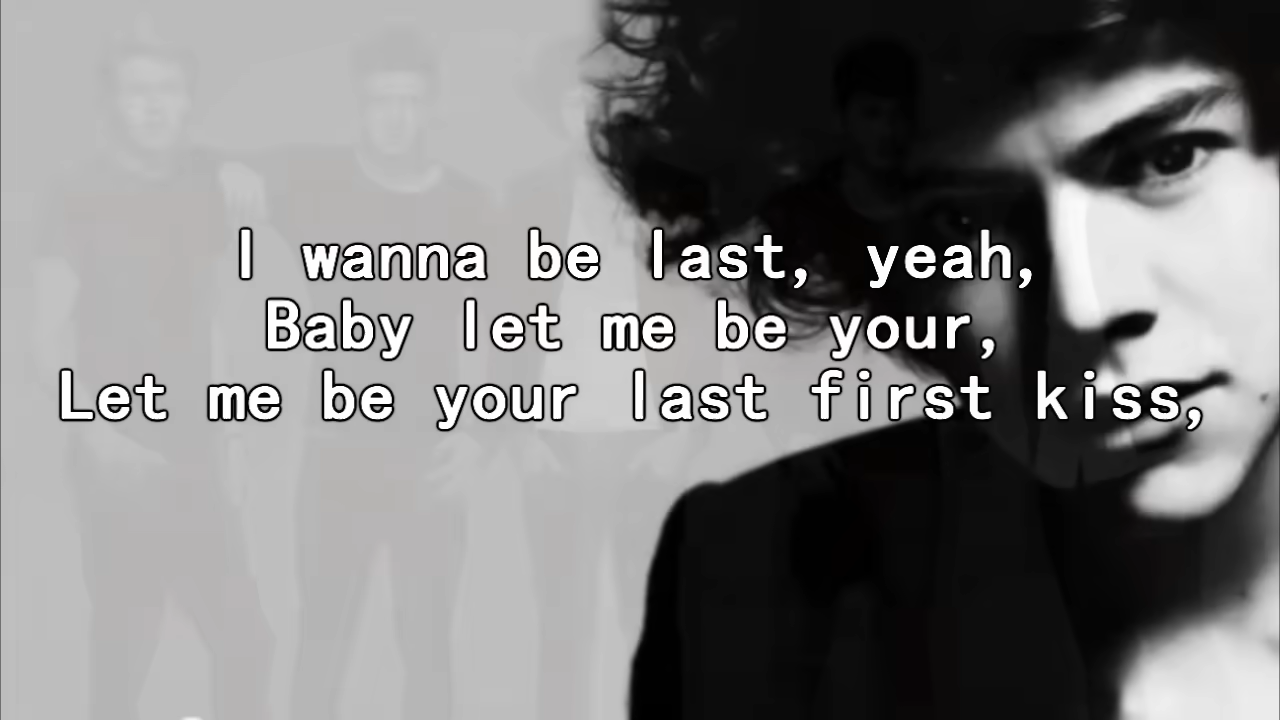 I wanna be last, yeah,
Baby let me be your,
Let me be your last first kiss,